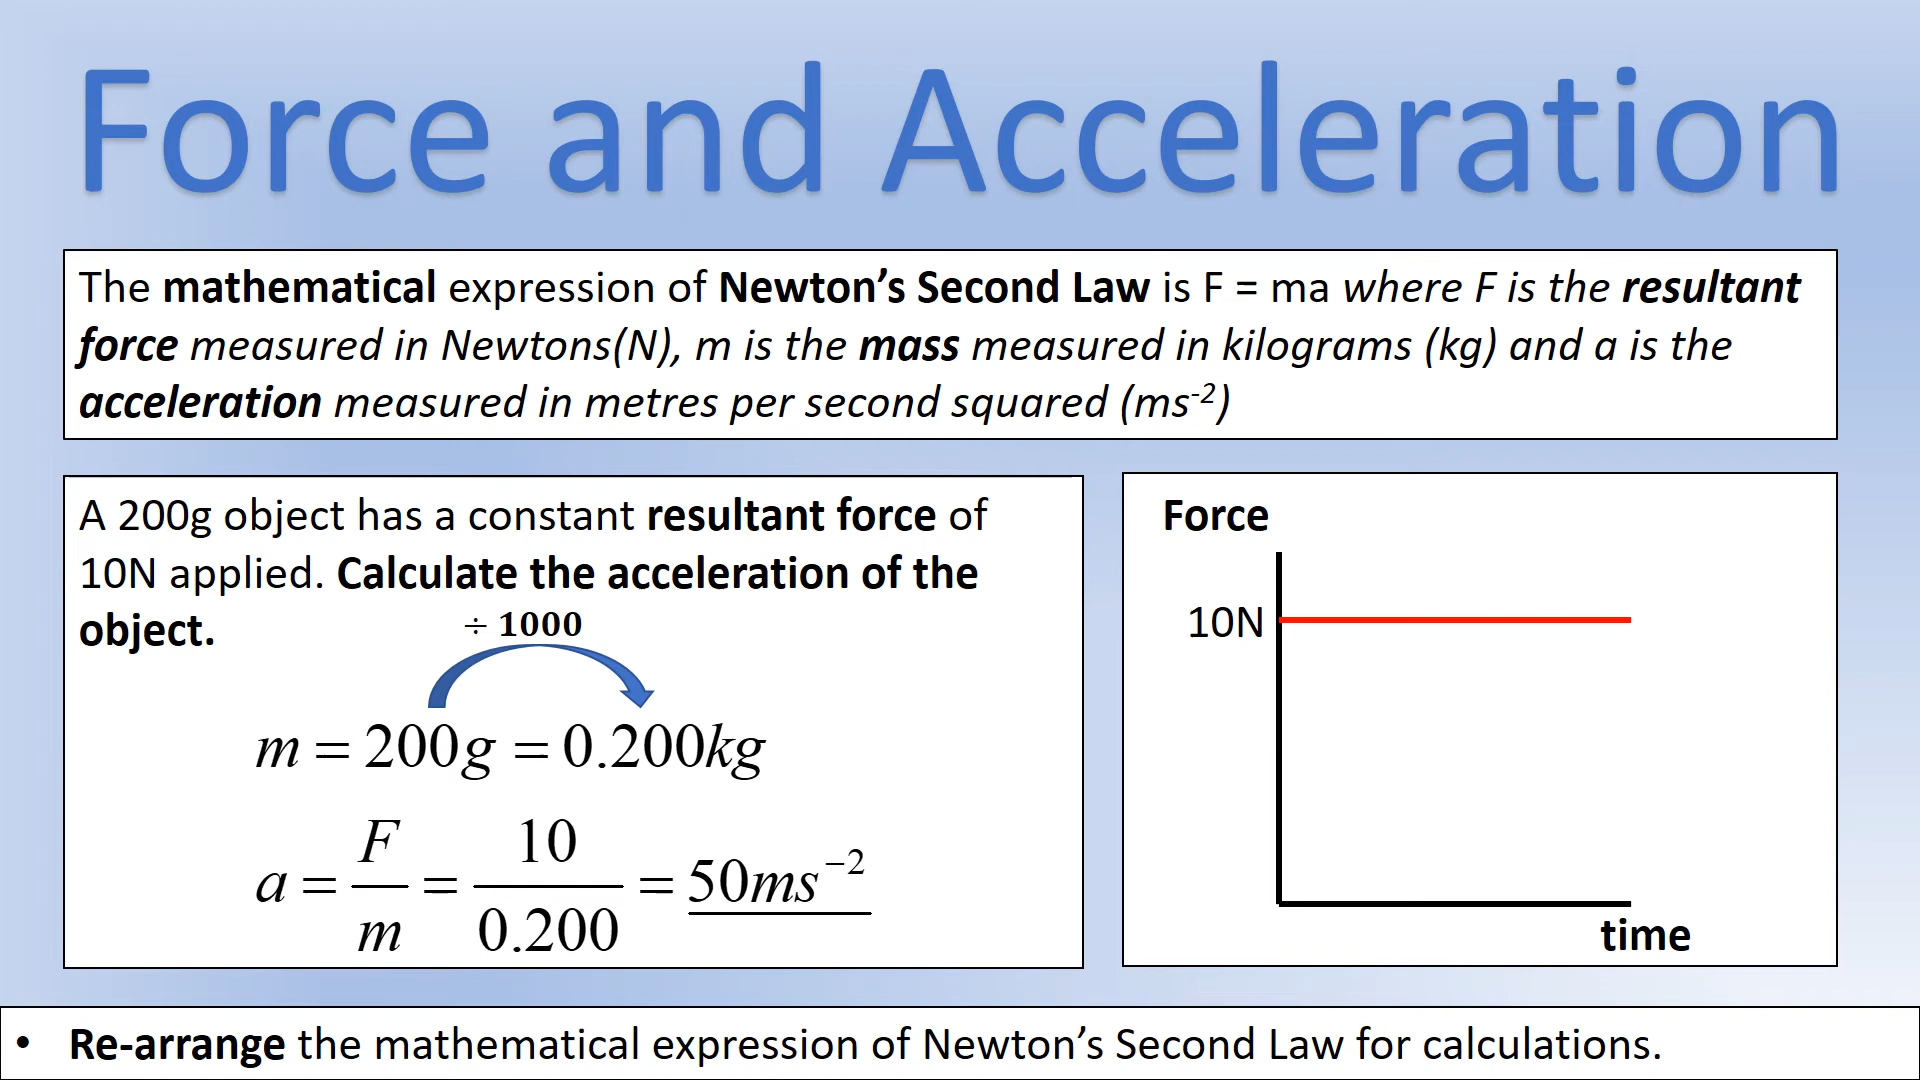 Force and Acceleration
The mathematical expression of Newton’s Second Law is F = ma where F is the resultant
force measured in Newtons(N), m is the mass measured in kilograms (kg) and a is the
acceleration measured in metres per second squared (ms⁻²)
A 200g object has a constant resultant force of
10N applied. Calculate the acceleration of the
object.
÷ 1000
m = 200g = 0.200kg
a = F/m = 10/0.200 = 50ms⁻²
Force
10N
time
• Re-arrange the mathematical expression of Newton’s Second Law for calculations.